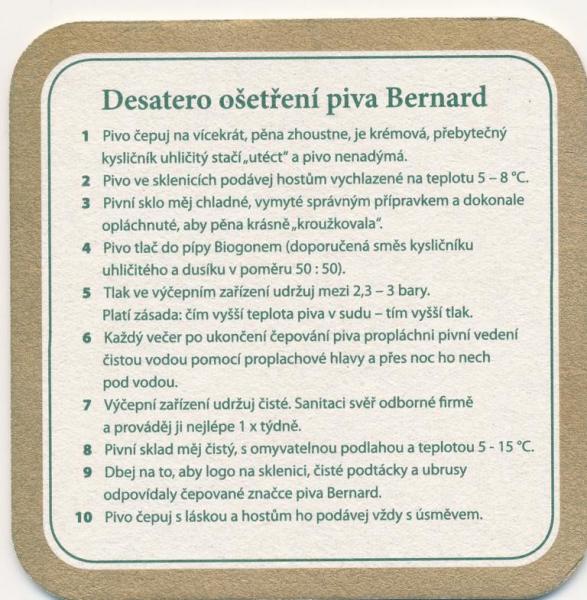 Desatero ošetření piva Bernard
1 Pivo čepuj na vícekrát, pěna zhoustne, je krémová, přebytečný
kysličník uhličitý stačí „utéct“ a pivo nenadýmá.
2 Pivo ve sklenicích podávej hostům vychlazené na teplotu 5 – 8 °C.
3 Pivní sklo měj chladné, vymyté správným přípravkem a dokonale
opláchnuté, aby pěna krásně „kroužkovala“.
4 Pivo tlač do pípy Biogonem (doporučená směs kysličníku
uhličitého a dusíku v poměru 50 : 50).
5 Tlak ve výčepním zařízení udržuj mezi 2,3 – 3 bary.
Platí zásada: čím vyšší teplota piva v sudu – tím vyšší tlak.
6 Každý večer po ukončení čepování piva propláchni pivní vedení
čistou vodou pomocí proplachové hlavy a přes noc ho nech
pod vodou.
7 Výčepní zařízení udržuj čisté. Sanitaci svěř odborné firmě
a prováděj ji nejlépe 1 x týdně.
8 Pivní sklad měj čistý, s omyvatelnou podlahou a teplotou 5 - 15 °C.
9 Dbej na to, aby logo na sklenici, čisté podtácky a ubrusy
odpovídaly čepované značce piva Bernard.
10 Pivo čepuj s láskou a hostům ho podávej vždy s úsměvem.